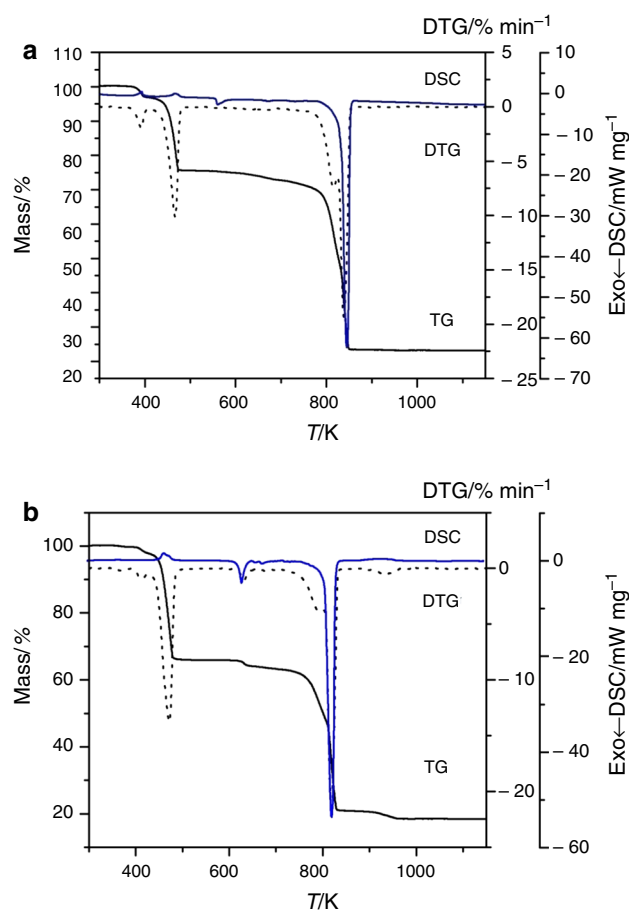 DTG/% min⁻¹
a
110
100
90
80
70
60
50
40
30
20
Mass/%
DSC
DTG
TG
5
0
−5
−10
−15
−20
−25
10
0
−10
−20
−30
−40
−50
−60
−70
Exo←DSC/mW mg⁻¹
400 600 800 1000
T/K
DTG/% min⁻¹
b
100
80
60
40
20
Mass/%
DSC
DTG
TG
0
−10
−20
0
−20
−40
−60
Exo←DSC/mW mg⁻¹
400 600 800 1000
T/K